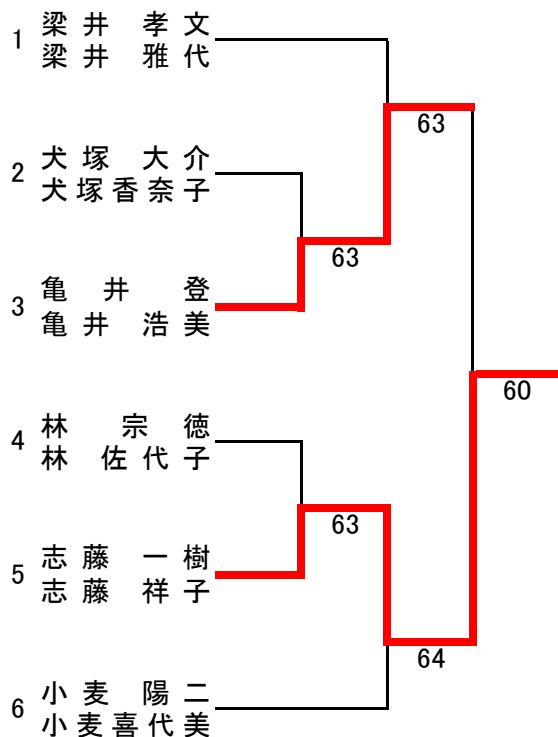 1 梁井 孝文
梁井 雅代
63
2 犬塚 大介
犬塚香奈子
63
3 亀井 登
亀井 浩美
60
4 林 宗徳
林 佐代子
63
5 志藤 一樹
志藤 祥子
64
6 小麦 陽二
小麦喜代美